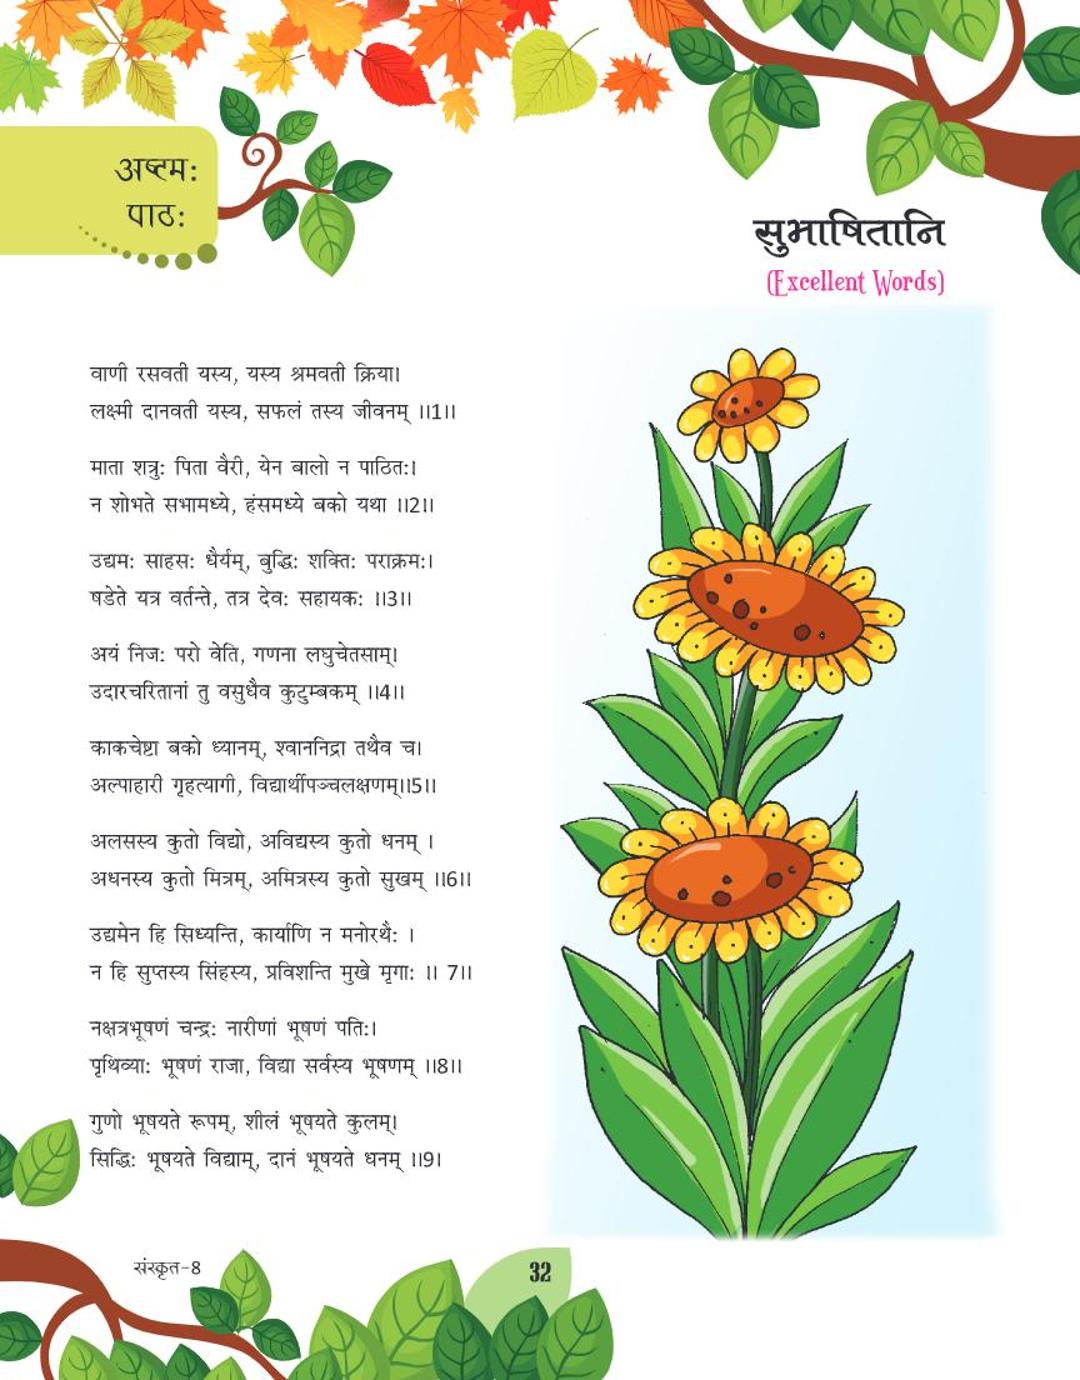 अष्टमः
पाठः
सुभाषितानि
(Excellent Words)
वाणी रसवती यस्य, यस्य श्रमवती क्रिया।
लक्ष्मी दानवती यस्य, सफलं तस्य जीवनम् ।।1।।
माता शत्रुः पिता वैरी, येन बालो न पाठितः।
न शोभते सभामध्ये, हंसमध्ये बको यथा ।।2।।
उद्यमः साहसः धैर्यम्, बुद्धिः शक्तिः पराक्रमः।
षडेते यत्र वर्तन्ते, तत्र देवः सहायकः ।।3।।
अयं निजः परो वेति, गणना लघुचेतसाम्।
उदारचरितानां तु वसुधैव कुटुम्बकम् ।।4।।
काकचेष्टा बको ध्यानम्, श्वाननिद्रा तथैव च।
अल्पाहारी गृहत्यागी, विद्यार्थीपञ्चलक्षणम्।।5।।
अलसस्य कुतो विद्यो, अविद्यस्य कुतो धनम् ।
अधनस्य कुतो मित्रम्, अमित्रस्य कुतो सुखम् ।।6।।
उद्यमेन हि सिध्यन्ति, कार्याणि न मनोरथैः ।
न हि सुप्तस्य सिंहस्य, प्रविशन्ति मुखे मृगाः ।। 7।।
नक्षत्रभूषणं चन्द्रः नारीणां भूषणं पतिः।
पृथिव्याः भूषणं राजा, विद्या सर्वस्य भूषणम् ।।8।।
गुणो भूषयते रूपम्, शीलं भूषयते कुलम्।
सिद्धिः भूषयते विद्याम्, दानं भूषयते धनम् ।।9।
संस्कृत-8
32